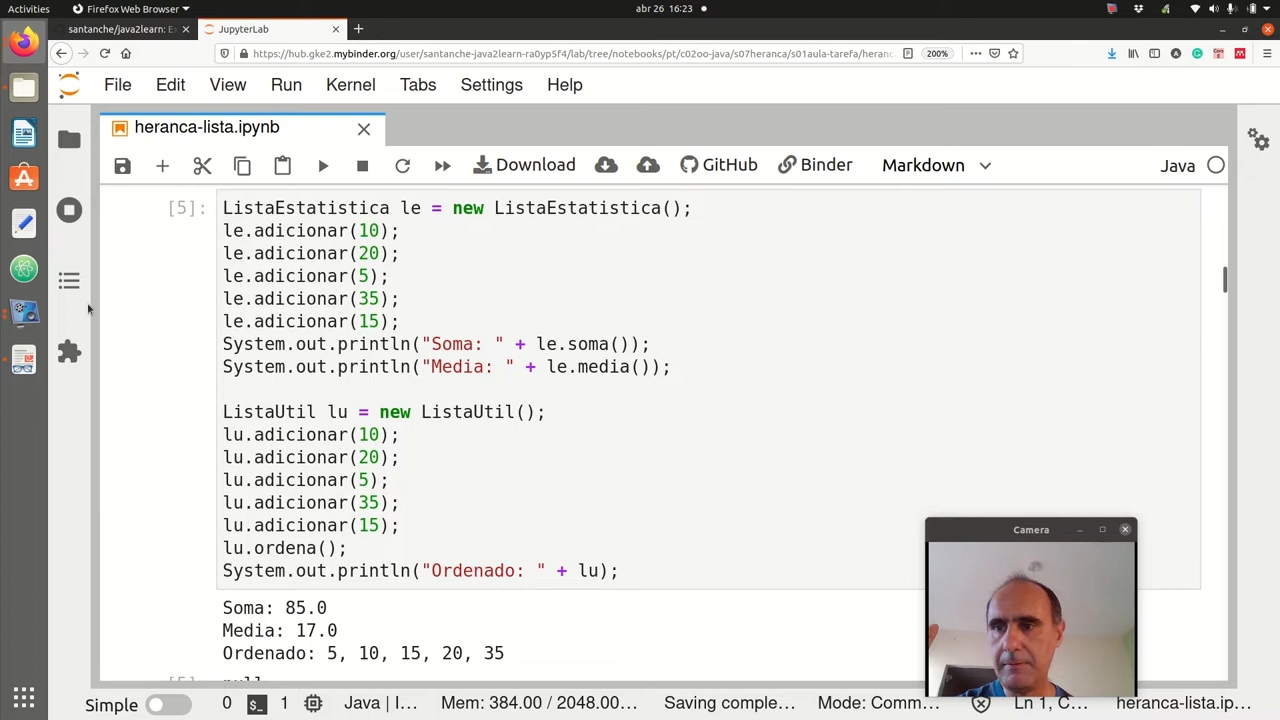 Activities
Firefox Web Browser
abr 26 16:23
santanche/java2learn: Ex
JupyterLab
https://hub.gke2.mybinder.org/user/santanche-java2learn-ra0yp5f4/lab/tree/notebooks/pt/c02oo-java/s07heranca/s01aula-tarefa/heranc
200%
File Edit View Run Kernel Tabs Settings Help
heranca-lista.ipynb
Download GitHub Binder Markdown Java
[5]: ListaEstatistica le = new ListaEstatistica();
le.adicionar(10);
le.adicionar(20);
le.adicionar(5);
le.adicionar(35);
le.adicionar(15);
System.out.println("Soma: " + le.soma());
System.out.println("Media: " + le.media());
ListaUtil lu = new ListaUtil();
lu.adicionar(10);
lu.adicionar(20);
lu.adicionar(5);
lu.adicionar(35);
lu.adicionar(15);
lu.ordena();
System.out.println("Ordenado: " + lu);
Camera
Soma: 85.0
Media: 17.0
Ordenado: 5, 10, 15, 20, 35
Simple 0 1 Java | I... Mem: 384.00 / 2048.00... Saving comple... Mode: Comm... Ln 1, C... heranca-lista.ip...